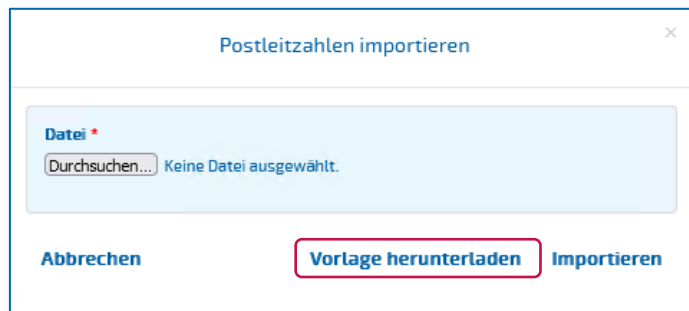 Postleitzahlen importieren
×
Datei *
Durchsuchen... Keine Datei ausgewählt.
Abbrechen Vorlage herunterladen Importieren